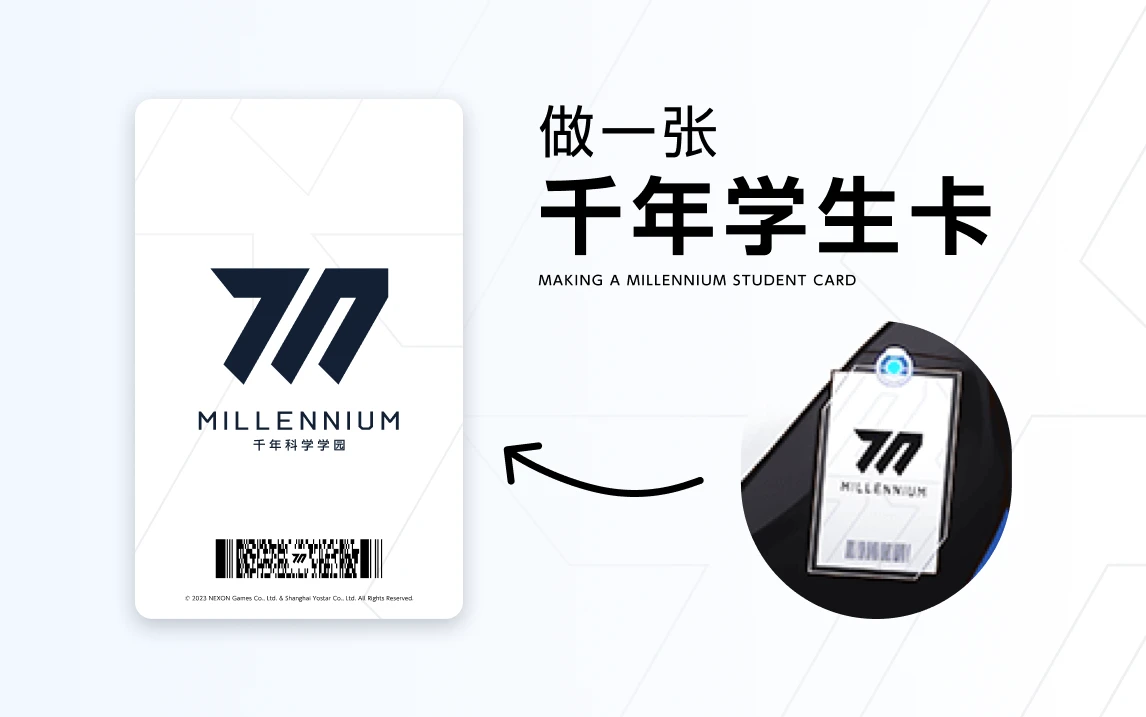 做一张
千年学生卡
MAKING A MILLENNIUM STUDENT CARD
MILLENNIUM
千年科学学园
© 2023 NEXON Games Co., Ltd. & Shanghai Yostar Co., Ltd. All Rights Reserved.
MILLENNIUM